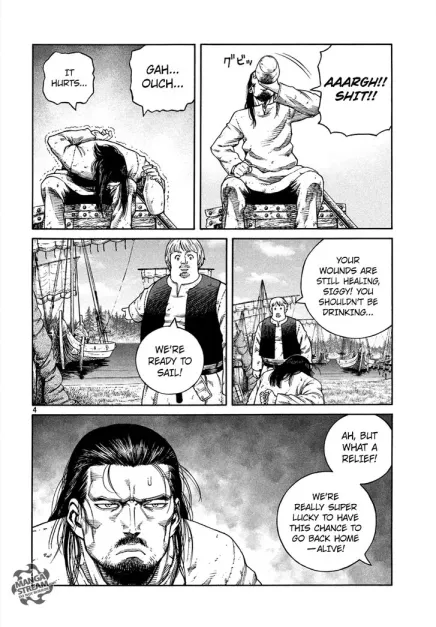 グビッ
AAARGH!!
SHIT!!
GAH...
OUCH...
IT
HURTS...
YOUR
WOUNDS ARE
STILL HEALING,
SIGGY! YOU
SHOULDN'T BE
DRINKING...
WE'RE
READY TO
SAIL!
4
AH, BUT
WHAT A
RELIEF!
WE'RE
REALLY SUPER
LUCKY TO HAVE
THIS CHANCE TO
GO BACK HOME
—ALIVE!
MANGA
STREAM